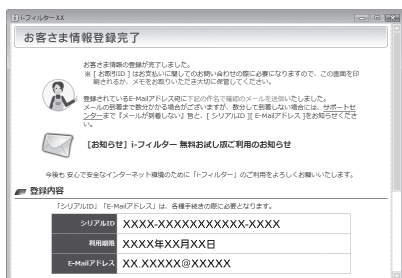 i-フィルターXX
お客さま情報登録完了
お客さま情報の登録が完了しました。
※ [ お取引ID ] はお支払いに関してのお問い合わせの際に必要になりますので、この画面を印
刷されるか、メモをお取りいただき大切に保管してください。
登録されているE-Mailアドレス宛に下記の件名で確認のメールを送信いたしました。
メールの到着まで数分かかる場合がございますが、数分しても到着しない場合には、サポートセ
ンターまで『メールが到着しない』旨と、[ シリアルID ][ E-Mailアドレス ]をお知らせくださ
い。
[お知らせ] i-フィルター 無料お試し版ご利用のお知らせ
今後も 安心で安全なインターネット環境のために「i-フィルター」のご利用をよろしくお願いいたします。
登録内容
「シリアルID」「E-Mailアドレス」は、各種手続きの際に必要となります。
シリアルID XXXX-XXXXXXXXXXX-XXXX
利用期限 XXXX年XX月XX日
E-Mailアドレス XX.XXXXX@XXXXX